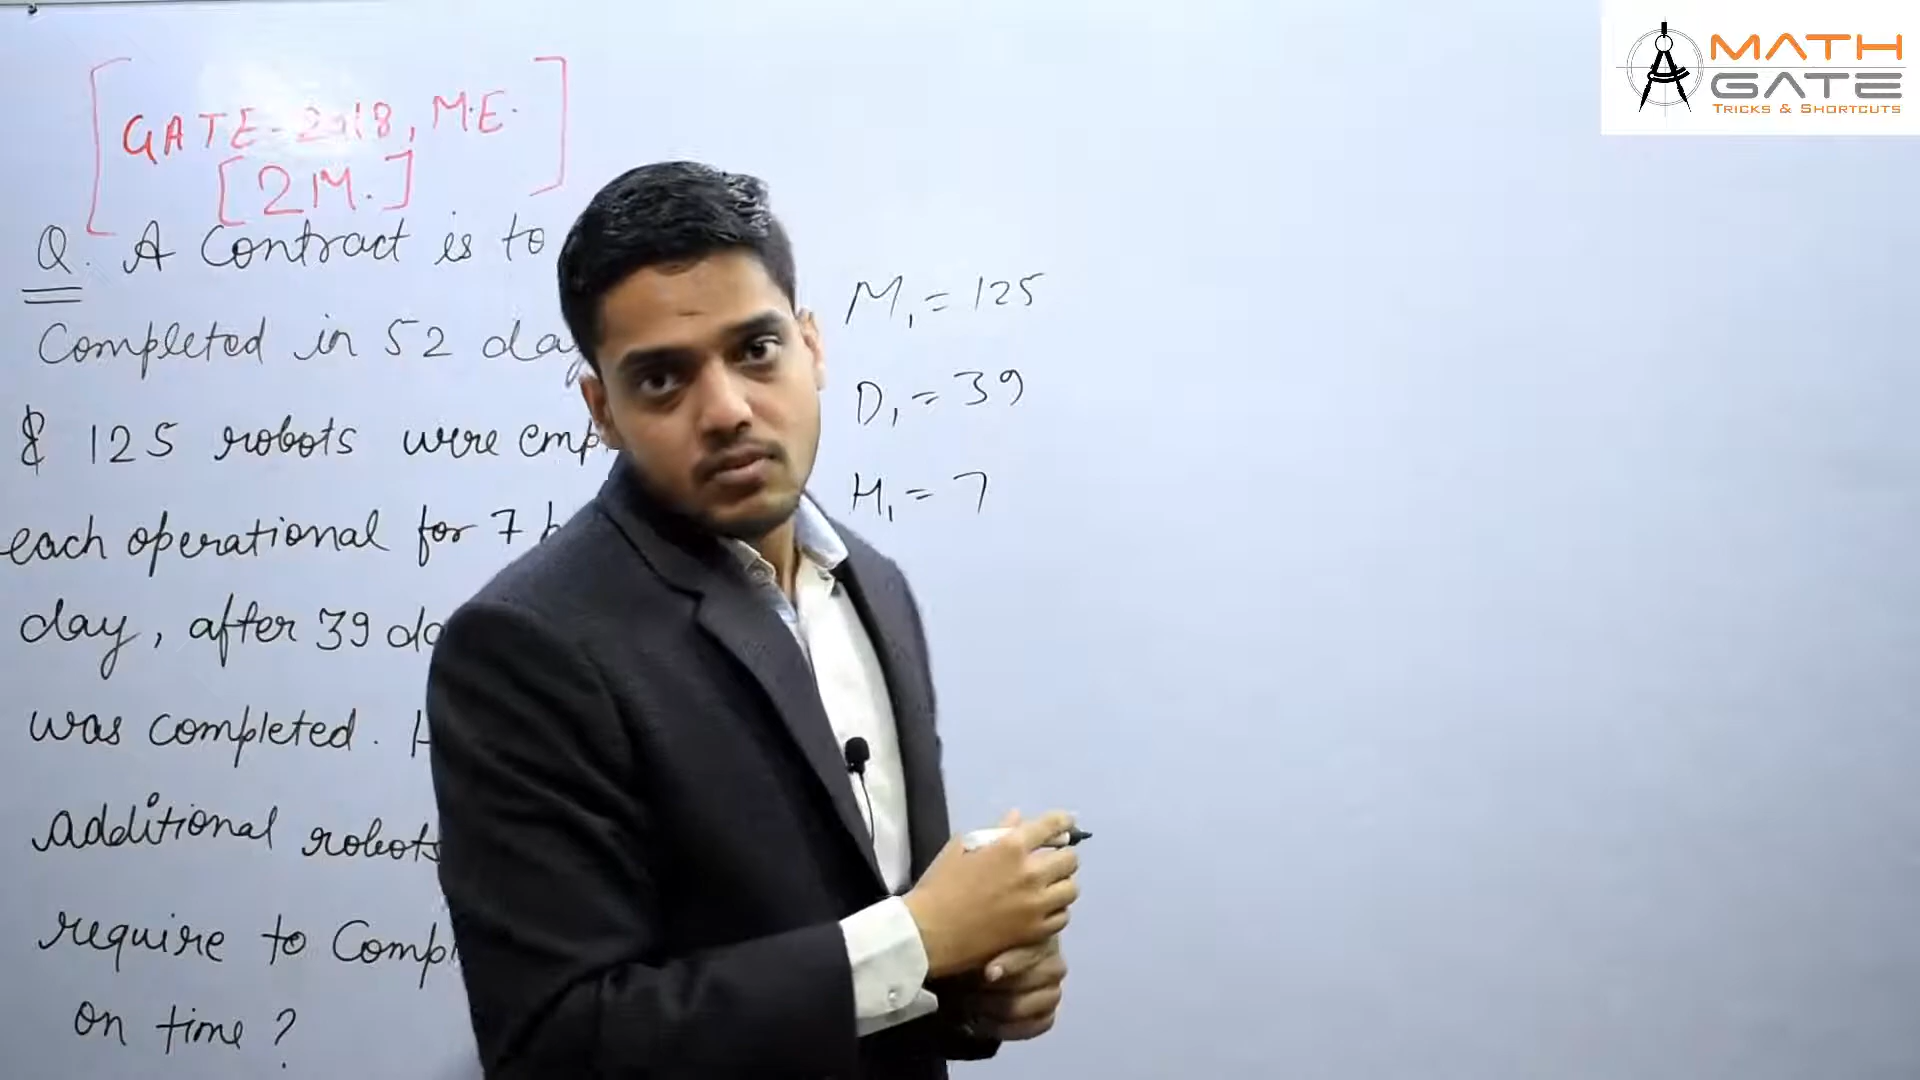 [GATE-2018, M.E.
[2M.]]
Q. A Contract is to
Completed in 52
& 125 robots were
each operational for 7
day, after 39
was completed.
additional robots
require to
on time?
M₁ = 125
D₁ = 39
H₁ = 7
MATH
GATE
TRICKS & SHORTCUTS